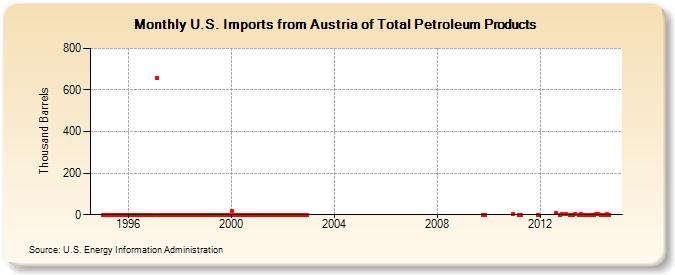 Monthly U.S. Imports from Austria of Total Petroleum Products
Thousand Barrels
800
600
400
200
0
1996 2000 2004 2008 2012
Source: U.S. Energy Information Administration